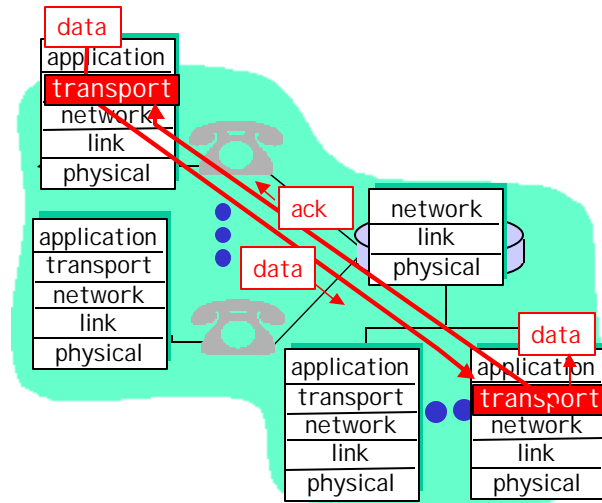 data
application
transport
network
link
physical
ack
network
link
physical
application
transport
network
link
physical
data
data
application
transport
network
link
physical
application
transport
network
link
physical